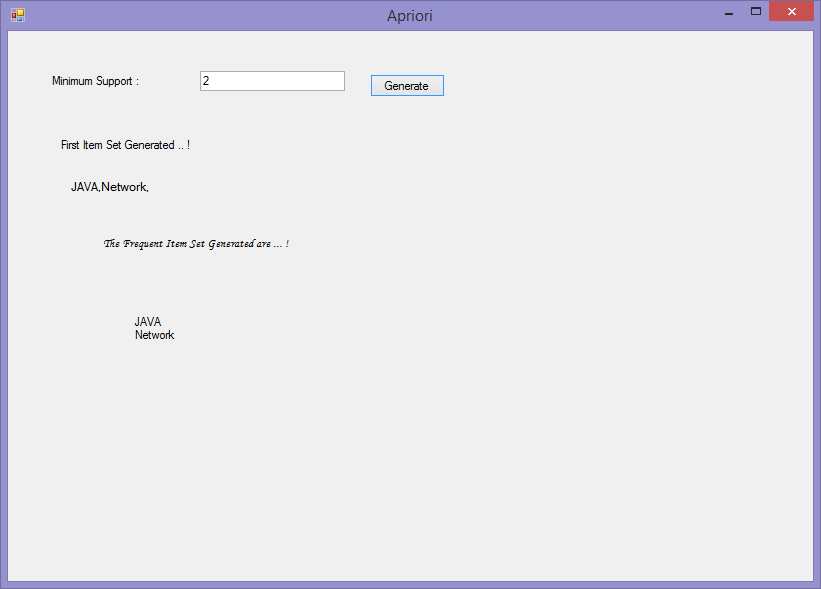 Apriori
Minimum Support :
2
Generate
First Item Set Generated .. !
JAVA,Network,
The Frequent Item Set Generated are ... !
JAVA
Network